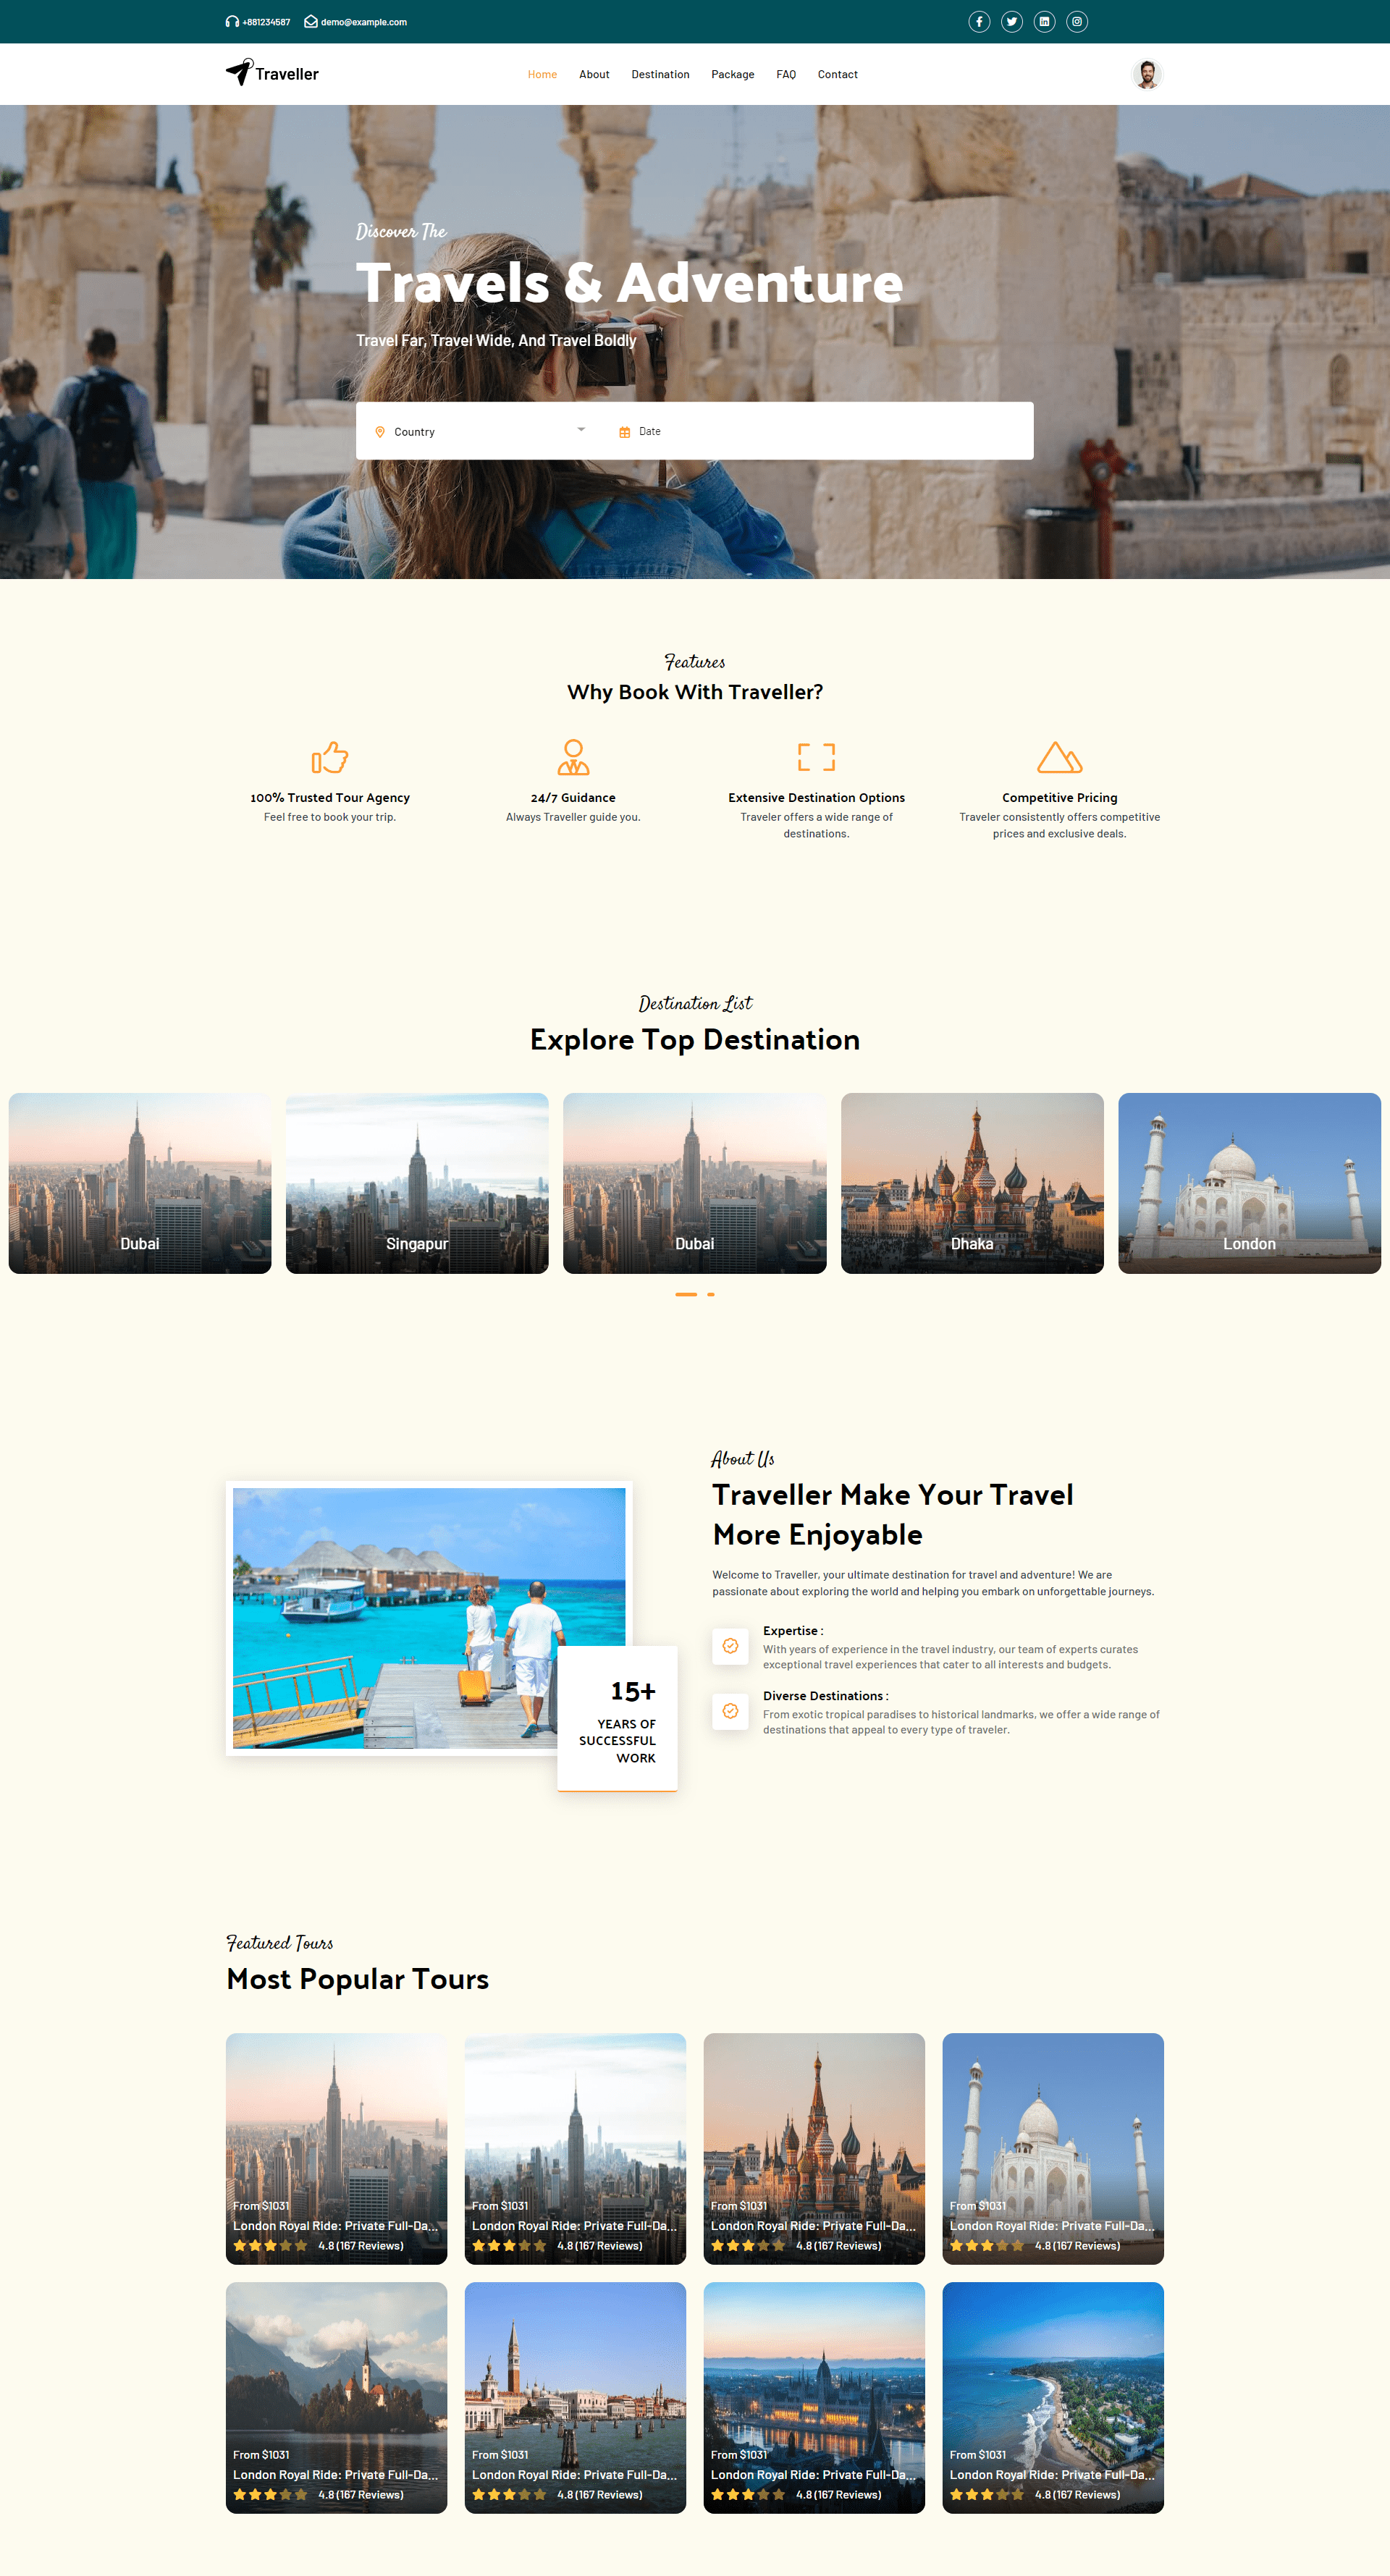 +881234587 demo@example.com
Traveller Home About Destination Package FAQ Contact
Discover The
Travels & Adventure
Travel Far, Travel Wide, And Travel Boldly
Country Date
Features
Why Book With Traveller?
100% Trusted Tour Agency
Feel free to book your trip.
24/7 Guidance
Always Traveller guide you.
Extensive Destination Options
Traveler offers a wide range of
destinations.
Competitive Pricing
Traveler consistently offers competitive
prices and exclusive deals.
Destination List
Explore Top Destination
Dubai Singapur Dubai Dhaka London
About Us
Traveller Make Your Travel
More Enjoyable
Welcome to Traveller, your ultimate destination for travel and adventure! We are
passionate about exploring the world and helping you embark on unforgettable journeys.
Expertise :
With years of experience in the travel industry, our team of experts curates
exceptional travel experiences that cater to all interests and budgets.
Diverse Destinations :
From exotic tropical paradises to historical landmarks, we offer a wide range of
destinations that appeal to every type of traveler.
15+
YEARS OF
SUCCESSFUL
WORK
Featured Tours
Most Popular Tours
From $1031
London Royal Ride: Private Full-Da...
4.8 (167 Reviews)
From $1031
London Royal Ride: Private Full-Da...
4.8 (167 Reviews)
From $1031
London Royal Ride: Private Full-Da...
4.8 (167 Reviews)
From $1031
London Royal Ride: Private Full-Da...
4.8 (167 Reviews)
From $1031
London Royal Ride: Private Full-Da...
4.8 (167 Reviews)
From $1031
London Royal Ride: Private Full-Da...
4.8 (167 Reviews)
From $1031
London Royal Ride: Private Full-Da...
4.8 (167 Reviews)
From $1031
London Royal Ride: Private Full-Da...
4.8 (167 Reviews)